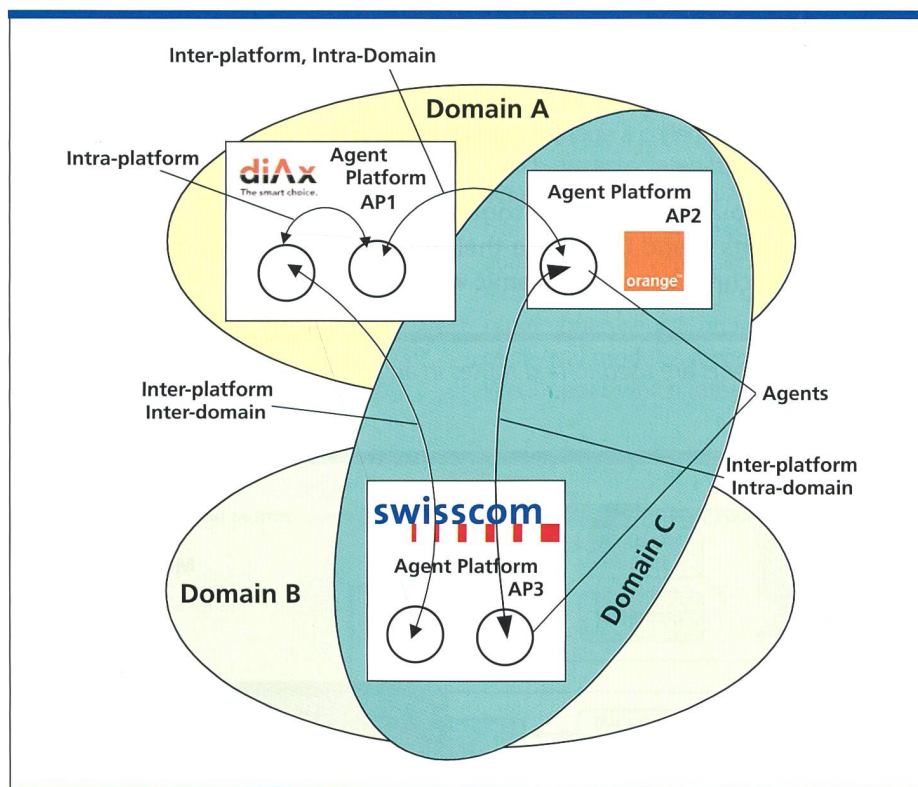 Inter-platform, Intra-Domain
Domain A
Intra-platform
diAx
The smart choice.
Agent
Platform
AP1
Agent Platform
AP2
orange™
Inter-platform
Inter-domain
Agents
Inter-platform
Intra-domain
swisscom
Agent Platform
AP3
Domain B
Domain C